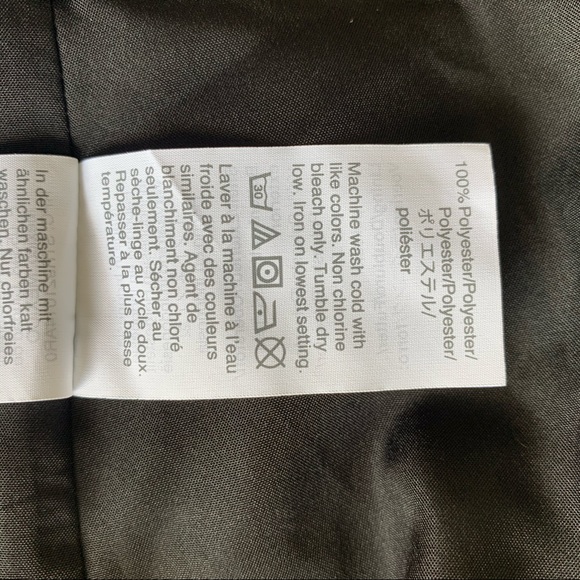 100% Polyester/Polyester/
Polyester/Polyester/
ポリエステル/
poliéster
Machine wash cold with
like colors. Non chlorine
bleach only. Tumble dry
low. Iron on lowest setting.
30
Laver à la machine à l'eau
froide avec des couleurs
similaires. Agent de
blanchiment non chloré
seulement. Sécher au
sèche-linge au cycle doux.
Repasser à la plus basse
température.
In der maschine mit
ähnlichen farben kalt
waschen. Nur chlorfreies